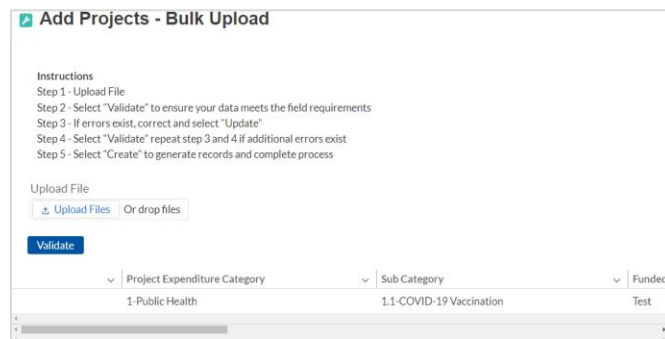 Add Projects - Bulk Upload
Instructions
Step 1 - Upload File
Step 2 - Select "Validate" to ensure your data meets the field requirements
Step 3 - If errors exist, correct and select "Update"
Step 4 - Select "Validate" repeat step 3 and 4 if additional errors exist
Step 5 - Select "Create" to generate records and complete process
Upload File
Upload Files Or drop files
Validate
Project Expenditure Category Sub Category Funded
1-Public Health 1.1-COVID-19 Vaccination Test